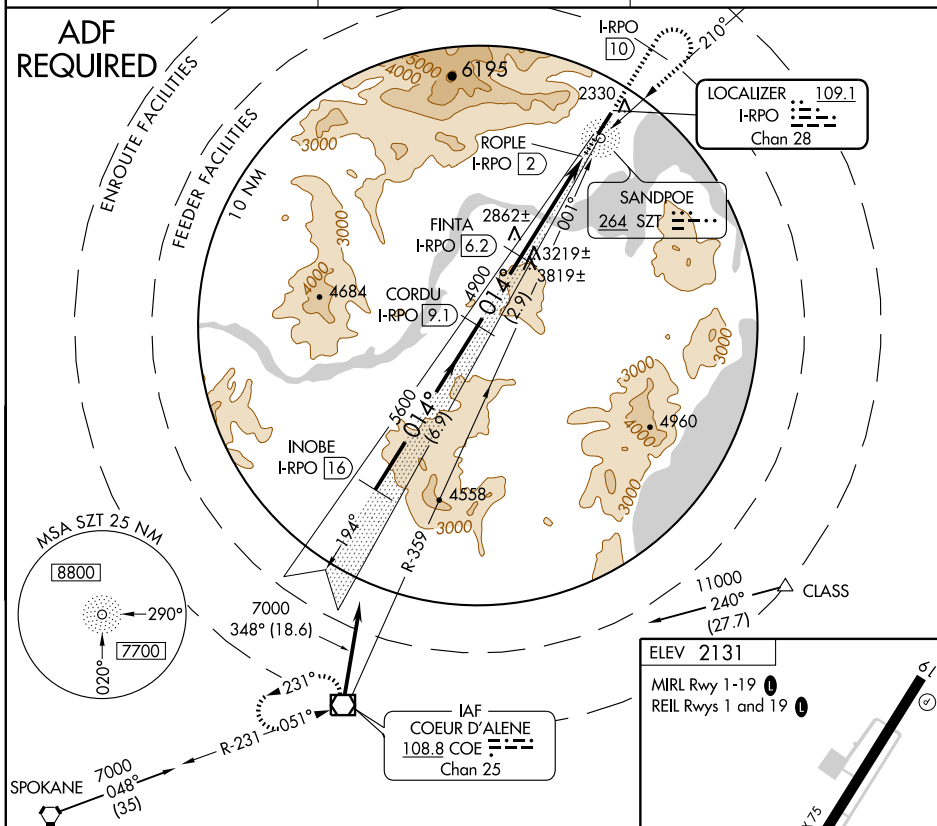 ADF
REQUIRED
ENROUTE FACILITIES
FEEDER FACILITIES
10 NM
I-RPO
10
210°
LOCALIZER 109.1
I-RPO
Chan 28
5000
4000
6195
3000
3000
2330
ROPLE
I-RPO 2
SANDPOE
264 SZT
001°
FINTA
I-RPO 6.2
2862±
3219±
3819±
3000
4000
4684
4900
014°
(2.9)
CORDU
I-RPO 9.1
3000
5600
014°
(6.9)
3000
4960
4000
3000
INOBE
I-RPO 16
4558
3000
194°
R-359
MSA SZT 25 NM
8800
290°
7700
020°
7000
348° (18.6)
11000
240°
(27.7)
CLASS
231°
R-231
051°
IAF
COEUR D'ALENE
108.8 COE
Chan 25
SPOKANE
7000
048°
(35)
ELEV 2131
MIRL Rwy 1-19 L
REIL Rwys 1 and 19 L
19
X 75